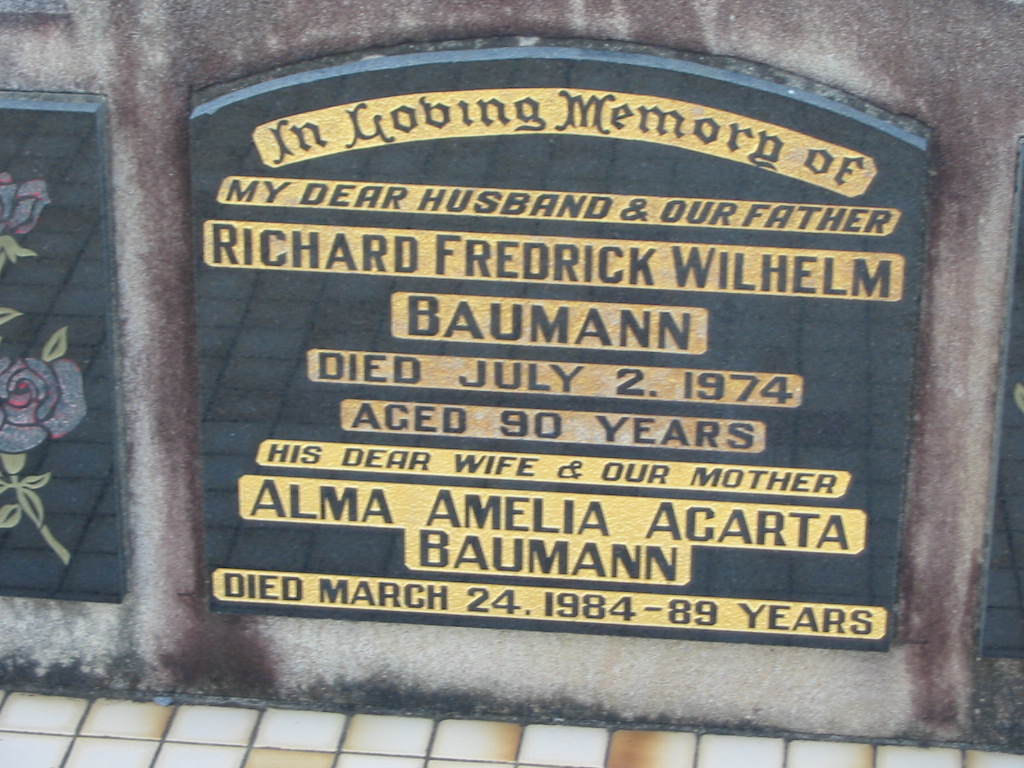 In Loving Memory of
MY DEAR HUSBAND & OUR FATHER
RICHARD FREDRICK WILHELM
BAUMANN
DIED JULY 2. 1974
AGED 90 YEARS
HIS DEAR WIFE & OUR MOTHER
ALMA AMELIA AGARTA
BAUMANN
DIED MARCH 24. 1984 - 89 YEARS